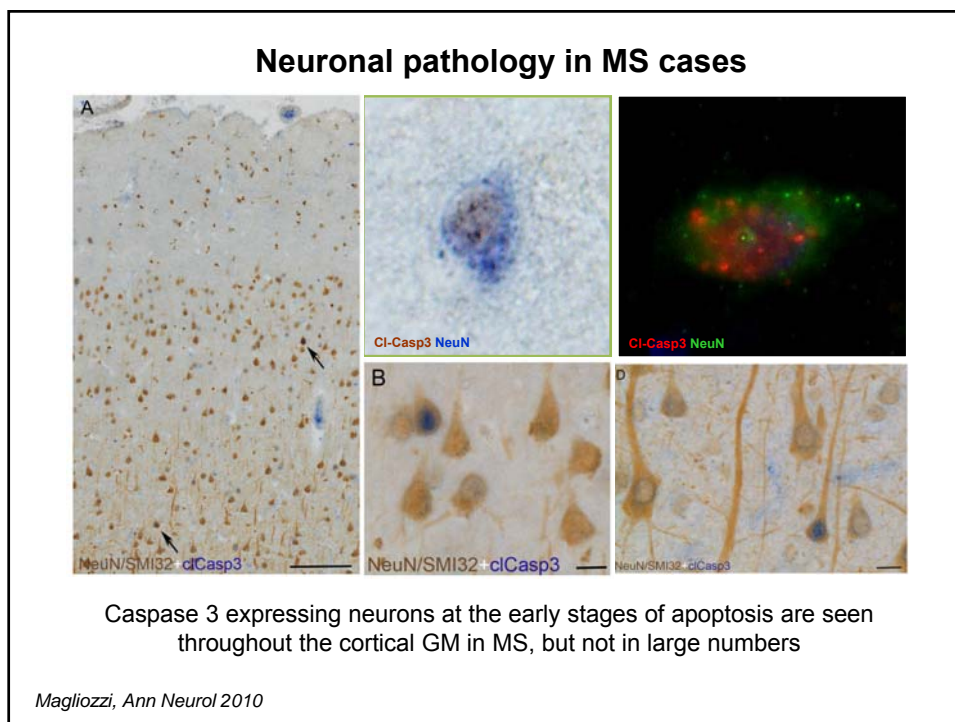 Neuronal pathology in MS cases
A
Cl-Casp3 NeuN
Cl-Casp3 NeuN
B
D
NeuN/SMI32+clCasp3
NeuN/SMI32+clCasp3
NeuN/SMI32+clCasp3
Caspase 3 expressing neurons at the early stages of apoptosis are seen
throughout the cortical GM in MS, but not in large numbers
Magliozzi, Ann Neurol 2010